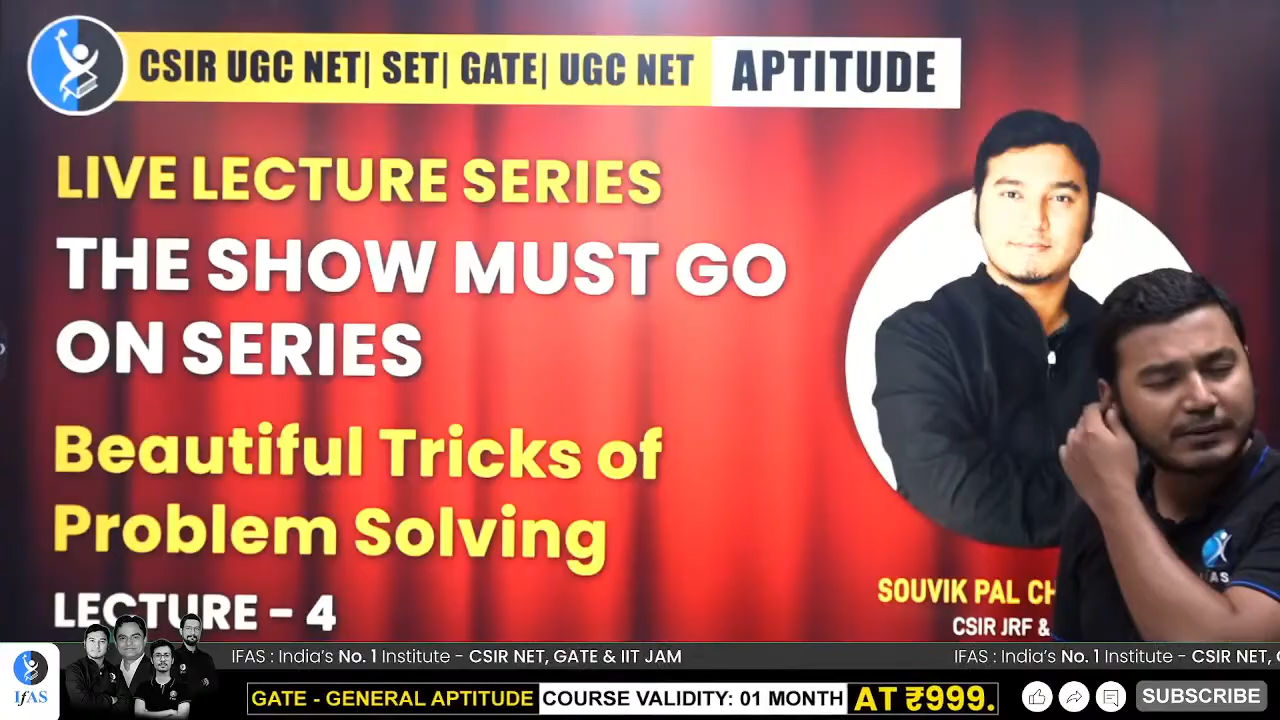 CSIR UGC NET| SET| GATE| UGC NET APTITUDE
LIVE LECTURE SERIES
THE SHOW MUST GO
ON SERIES
Beautiful Tricks of
Problem Solving
LECTURE – 4
SOUVIK PAL
CSIR JRF &
IFAS
IFAS : India's No. 1 Institute – CSIR NET, GATE & IIT JAM
IFAS : India's No. 1 Institute – CSIR NET,
IfAS
GATE - GENERAL APTITUDE COURSE VALIDITY: 01 MONTH AT ₹999.
SUBSCRIBE